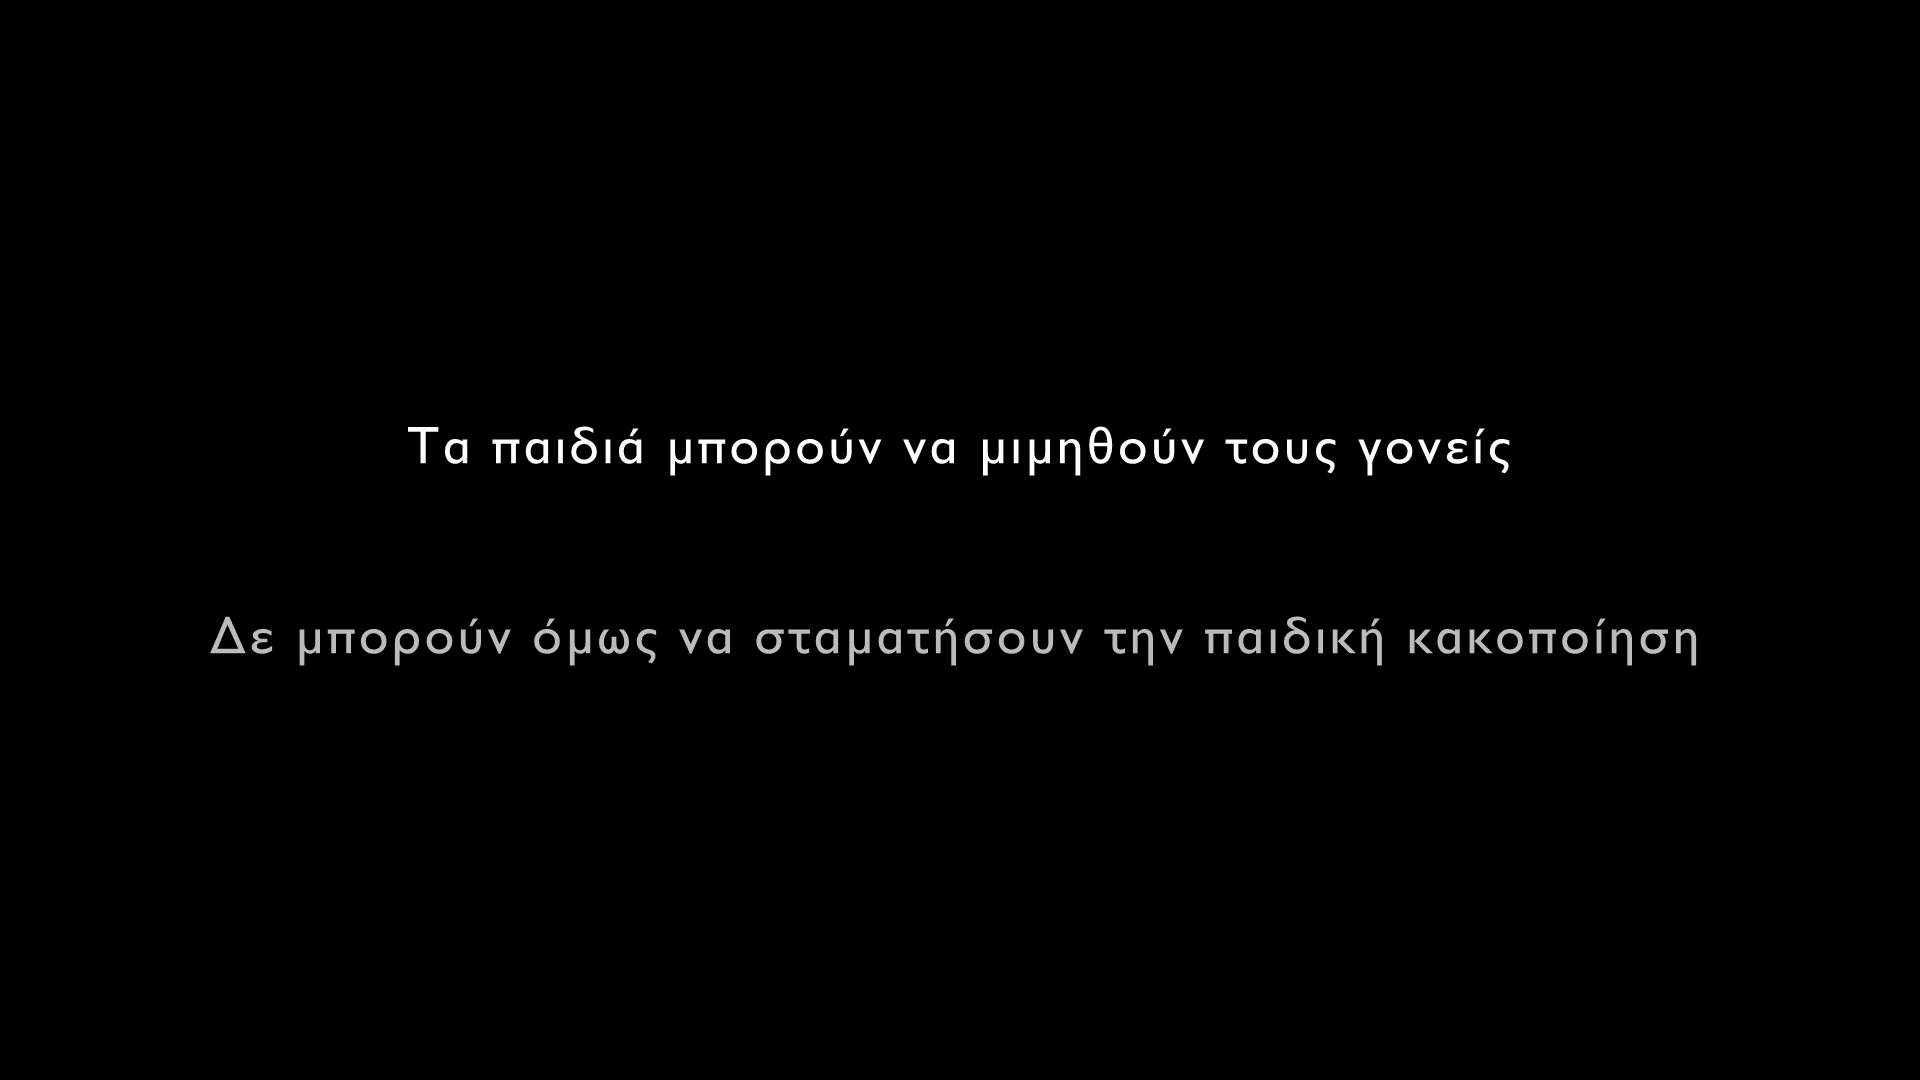 Τα παιδιά μπορούν να μιμηθούν τους γονείς
Δε μπορούν όμως να σταματήσουν την παιδική κακοποίηση